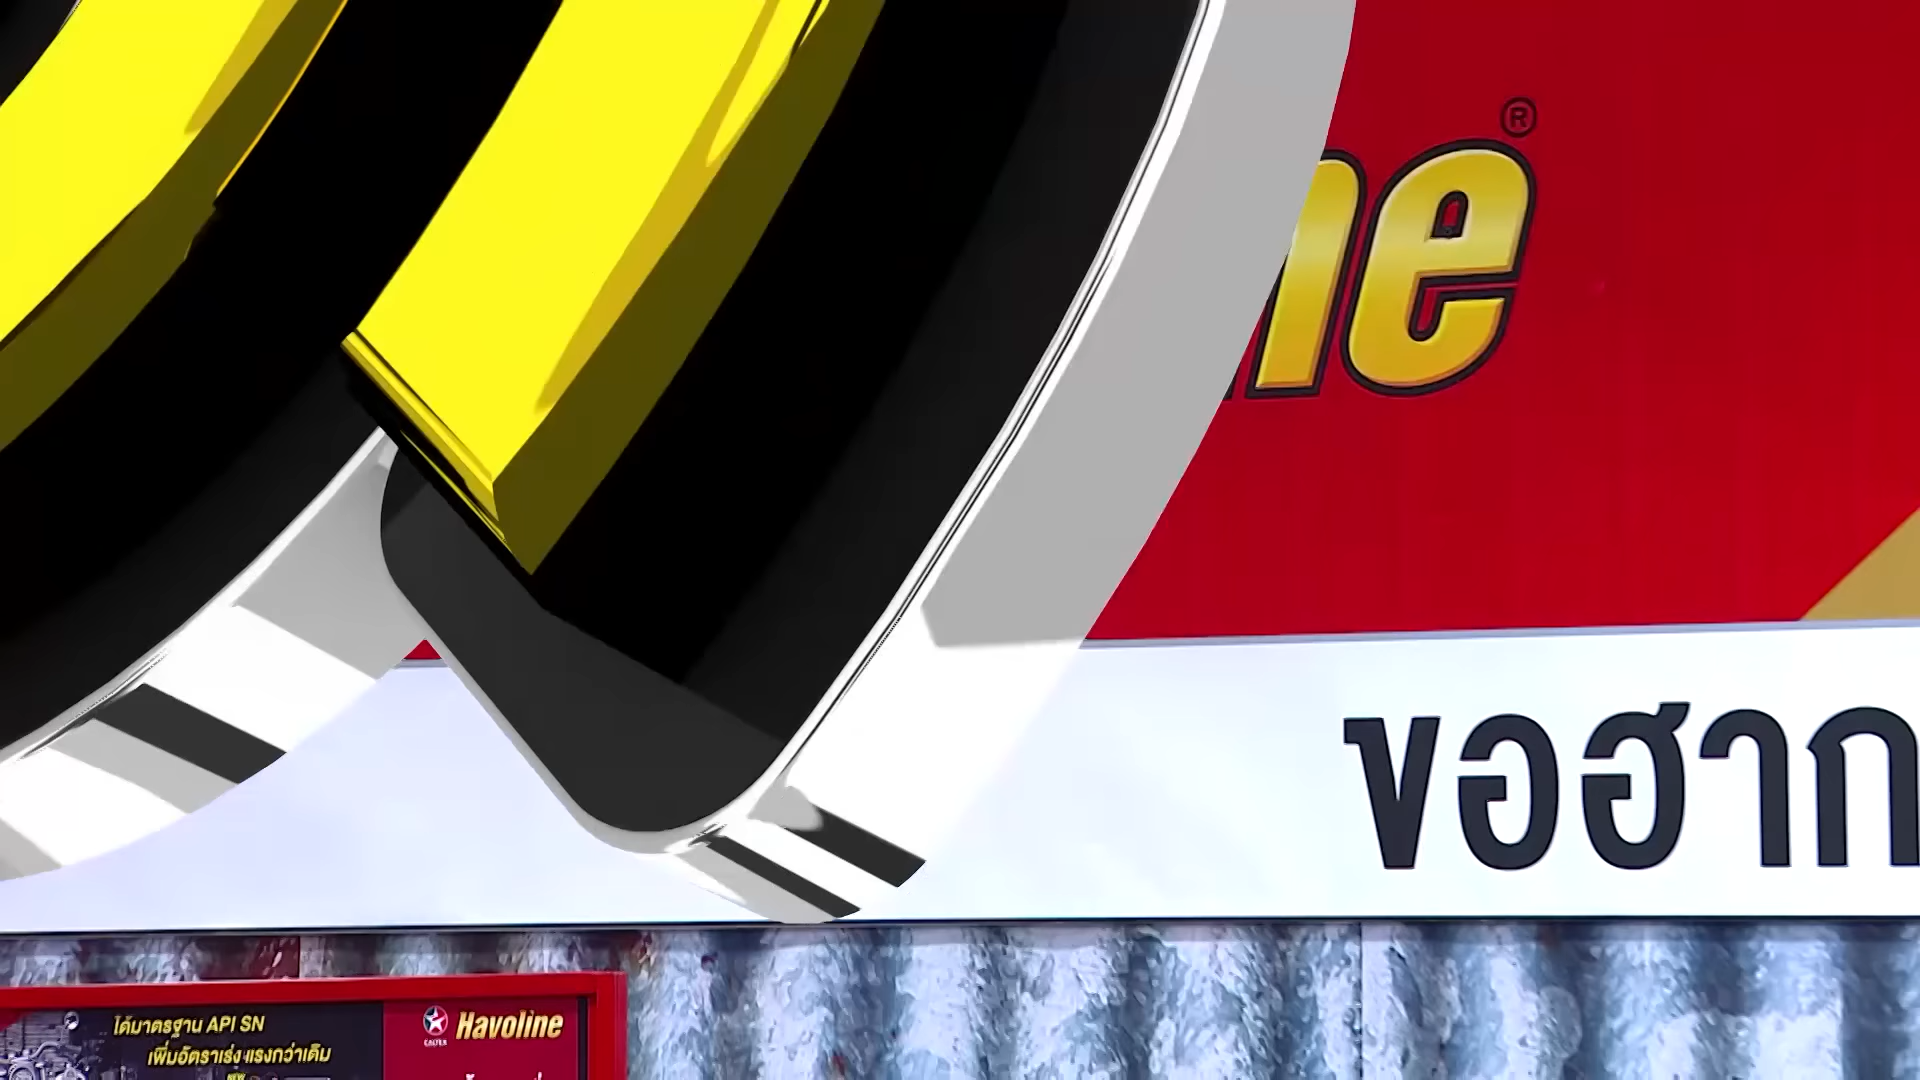 ne®
ขอฮาก
ได้มาตรฐาน API SN
เพิ่มอัตราเร่ง แรงกว่าเดิม
CALTEX
Havoline